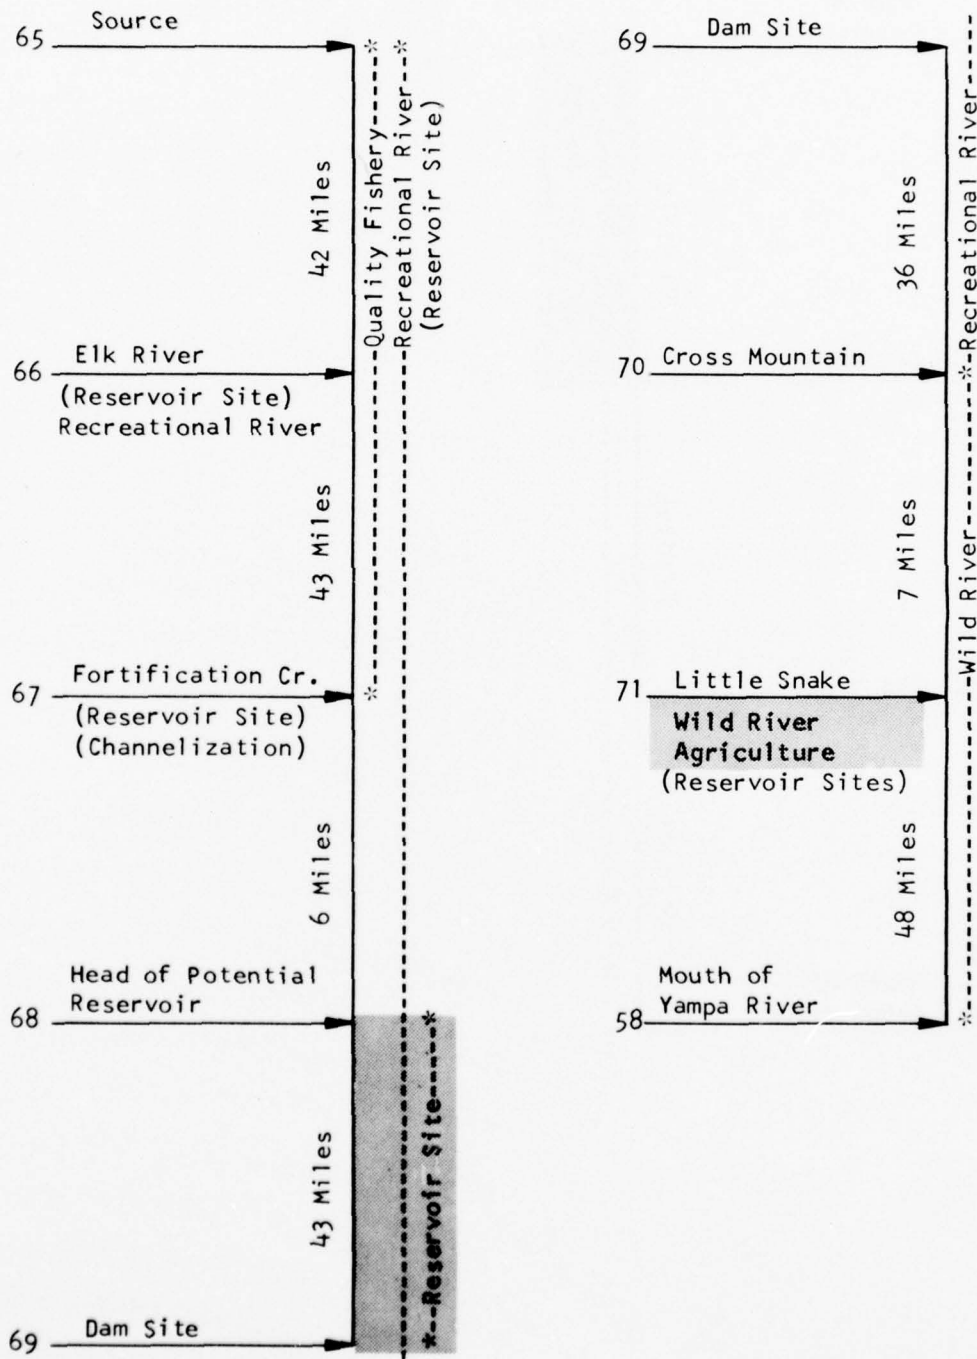 Source
65
42 Miles
*----Quality Fishery----*
Recreational River--*
(Reservoir Site)
Elk River
66
(Reservoir Site)
Recreational River
43 Miles
Fortification Cr.
67
(Reservoir Site)
(Channelization)
6 Miles
Head of Potential
Reservoir
68
43 Miles
*--Reservoir Site-----*
Dam Site
69
Dam Site
69
36 Miles
*-Recreational River----
Cross Mountain
70
7 Miles
*----Wild River----*
Little Snake
71
Wild River
Agriculture
(Reservoir Sites)
48 Miles
Mouth of
Yampa River
58